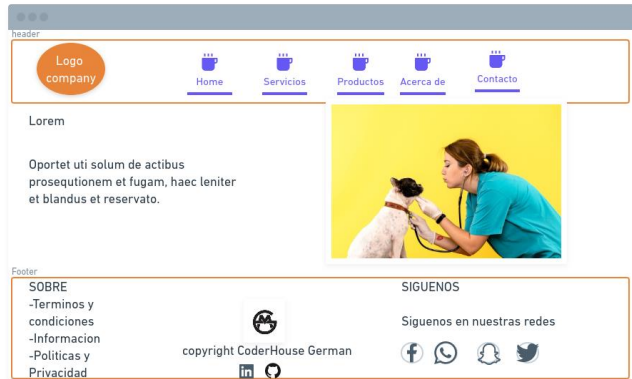 header
Logo
company
Home
Servicios
Productos
Acerca de
Contacto
Lorem
Oportet uti solum de actibus
prosequtionem et fugam, haec leniter
et blandus et reservato.
Footer
SOBRE
-Terminos y
condiciones
-Informacion
-Politicas y
Privacidad
copyright CoderHouse German
in
SIGUENOS
Siguenos en nuestras redes